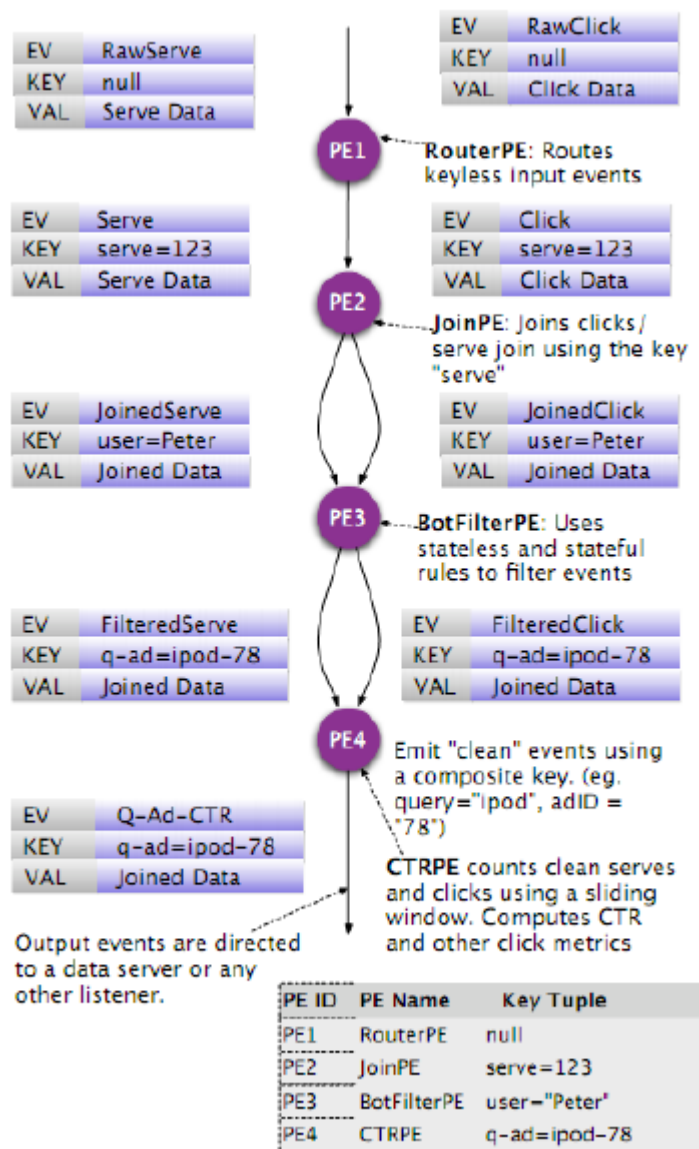 EV RawServe
KEY null
VAL Serve Data
EV RawClick
KEY null
VAL Click Data
PE1
RouterPE: Routes
keyless input events
EV Serve
KEY serve=123
VAL Serve Data
EV Click
KEY serve=123
VAL Click Data
PE2
JoinPE: Joins clicks/
serve join using the key
"serve"
EV JoinedServe
KEY user=Peter
VAL Joined Data
EV JoinedClick
KEY user=Peter
VAL Joined Data
PE3
BotFilterPE: Uses
stateless and stateful
rules to filter events
EV FilteredServe
KEY q-ad=ipod-78
VAL Joined Data
EV FilteredClick
KEY q-ad=ipod-78
VAL Joined Data
PE4
Emit "clean" events using
a composite key. (eg.
query="ipod", adID =
"78")
EV Q-Ad-CTR
KEY q-ad=ipod-78
VAL Joined Data
CTRPE counts clean serves
and clicks using a sliding
window. Computes CTR
and other click metrics
Output events are directed
to a data server or any
other listener.
PE ID PE Name Key Tuple
PE1 RouterPE null
PE2 JoinPE serve=123
PE3 BotFilterPE user="Peter"
PE4 CTRPE q-ad=ipod-78